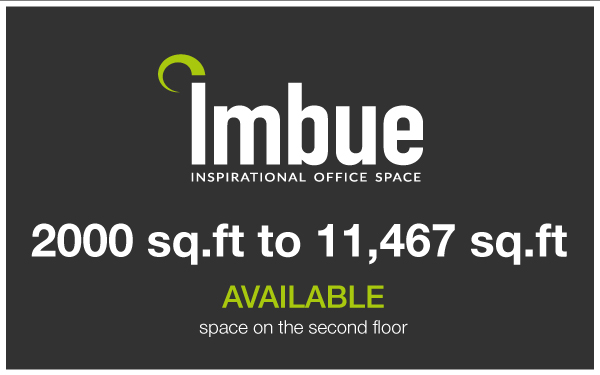 Imbue
INSPIRATIONAL OFFICE SPACE
2000 sq.ft to 11,467 sq.ft
AVAILABLE
space on the second floor